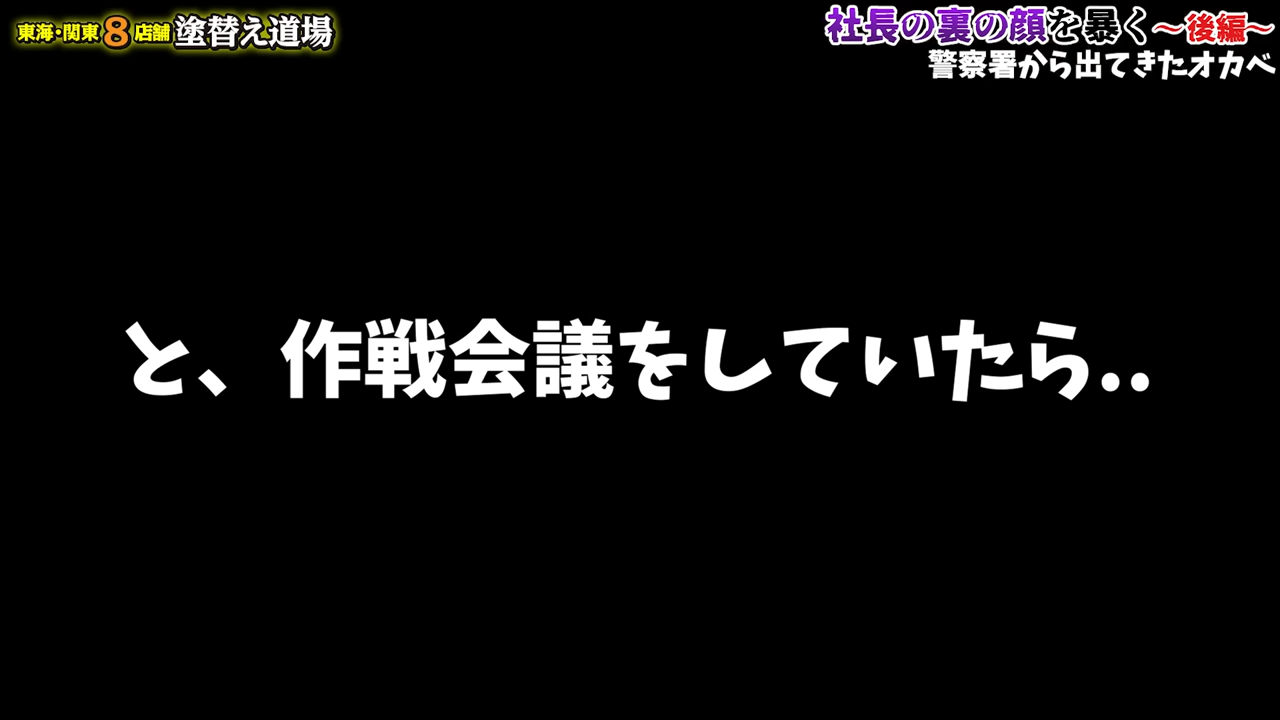 東海・関東8店舗塗替え道場
社長の裏の顔を暴く～後編～
警察署から出てきたオカベ
と、作戦会議をしていたら..